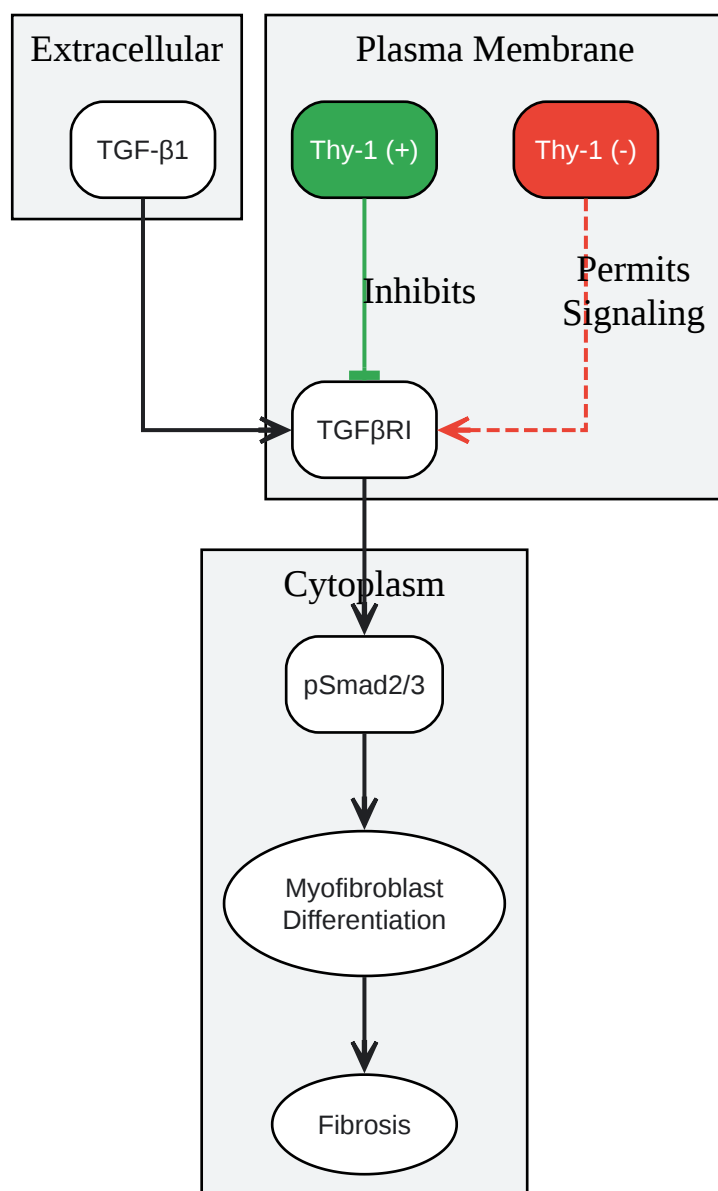 Extracellular
Plasma Membrane
TGF-β1
Thy-1 (+)
Thy-1 (-)
Inhibits
Permits
Signaling
TGFβRI
Cytoplasm
pSmad2/3
Myofibroblast
Differentiation
Fibrosis